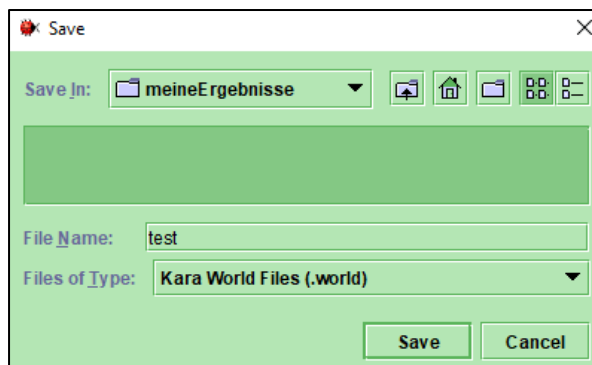 Save
Save In: meineErgebnisse
File Name: test
Files of Type: Kara World Files (.world)
Save Cancel